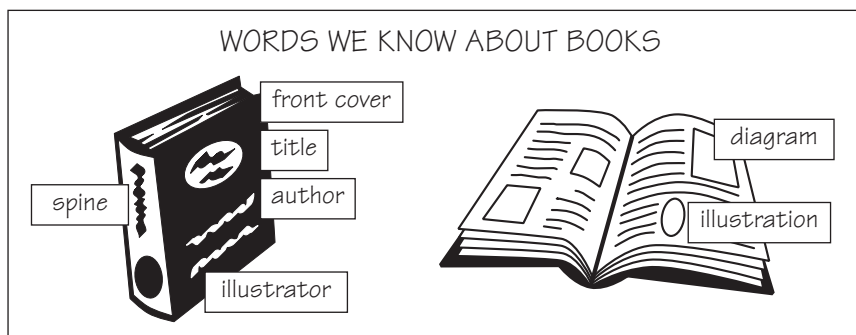 WORDS WE KNOW ABOUT BOOKS
front cover
title
author
spine
illustrator
diagram
illustration